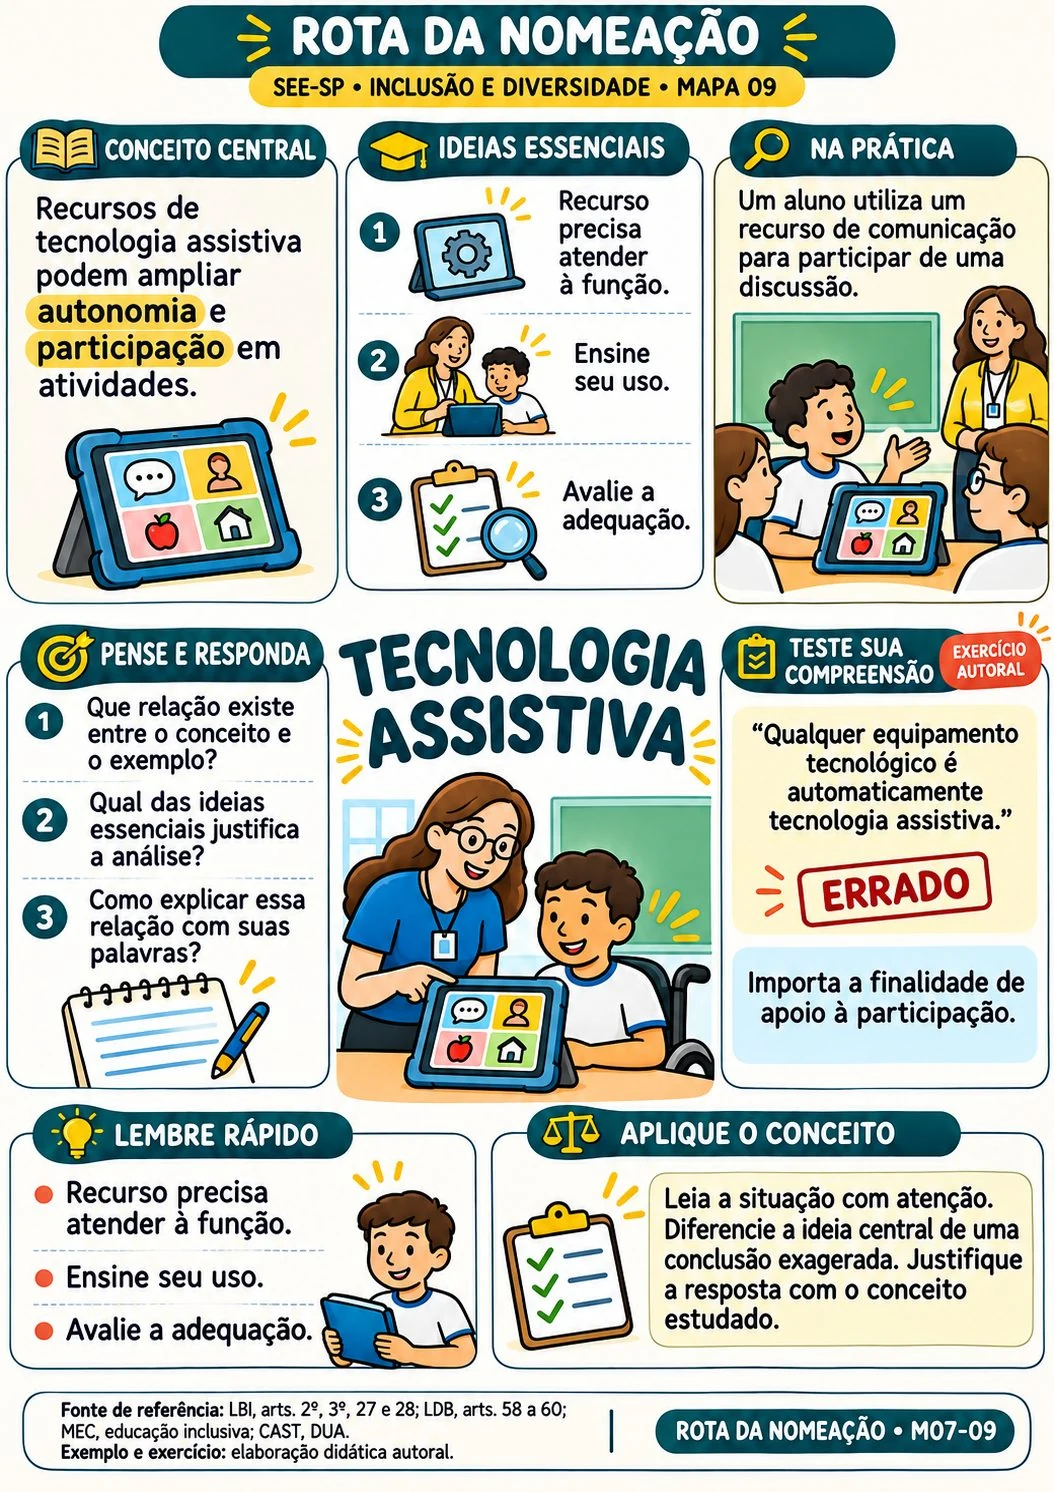 ROTA DA NOMEAÇÃO
SEE-SP • INCLUSÃO E DIVERSIDADE • MAPA 09
CONCEITO CENTRAL
Recursos de
tecnologia assistiva
podem ampliar
autonomia e
participação em
atividades.
IDEIAS ESSENCIAIS
1
Recurso
precisa
atender
à função.
2
Ensine
seu uso.
3
Avalie a
adequação.
NA PRÁTICA
Um aluno utiliza um
recurso de comunicação
para participar de uma
discussão.
PENSE E RESPONDA
1
Que relação existe
entre o conceito e
o exemplo?
2
Qual das ideias
essenciais justifica
a análise?
3
Como explicar essa
relação com suas
palavras?
TECNOLOGIA
ASSISTIVA
TESTE SUA
COMPREENSÃO
EXERCÍCIO
AUTORAL
“Qualquer equipamento
tecnológico é
automaticamente
tecnologia assistiva.”
ERRADO
Importa a finalidade de
apoio à participação.
LEMBRE RÁPIDO
Recurso precisa
atender à função.
Ensine seu uso.
Avalie a adequação.
APLIQUE O CONCEITO
Leia a situação com atenção.
Diferencie a ideia central de uma
conclusão exagerada. Justifique
a resposta com o conceito
estudado.
Fonte de referência: LBI, arts. 2º, 3º, 27 e 28; LDB, arts. 58 a 60;
MEC, educação inclusiva; CAST, DUA.
Exemplo e exercício: elaboração didática autoral.
ROTA DA NOMEAÇÃO • M07-09